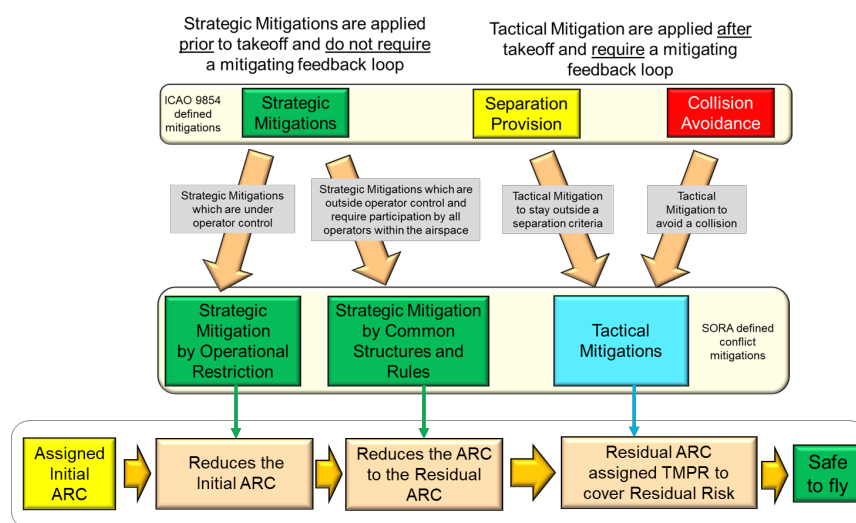 Strategic Mitigations are applied
prior to takeoff and do not require
a mitigating feedback loop
Tactical Mitigation are applied after
takeoff and require a mitigating
feedback loop
ICAO 9854
defined
mitigations
Strategic
Mitigations
Separation
Provision
Collision
Avoidance
Strategic Mitigations
which are under
operator control
Strategic Mitigations which are
outside operator control and
require participation by all
operators within the airspace
Tactical Mitigation
to stay outside a
separation criteria
Tactical
Mitigation to
avoid a collision
Strategic
Mitigation
by Operational
Restriction
Strategic Mitigation
by Common
Structures and
Rules
Tactical
Mitigations
SORA defined
conflict
mitigations
Assigned
Initial
ARC
Reduces the
Initial ARC
Reduces the ARC
to the Residual
ARC
Residual ARC
assigned TMPR to
cover Residual Risk
Safe
to fly